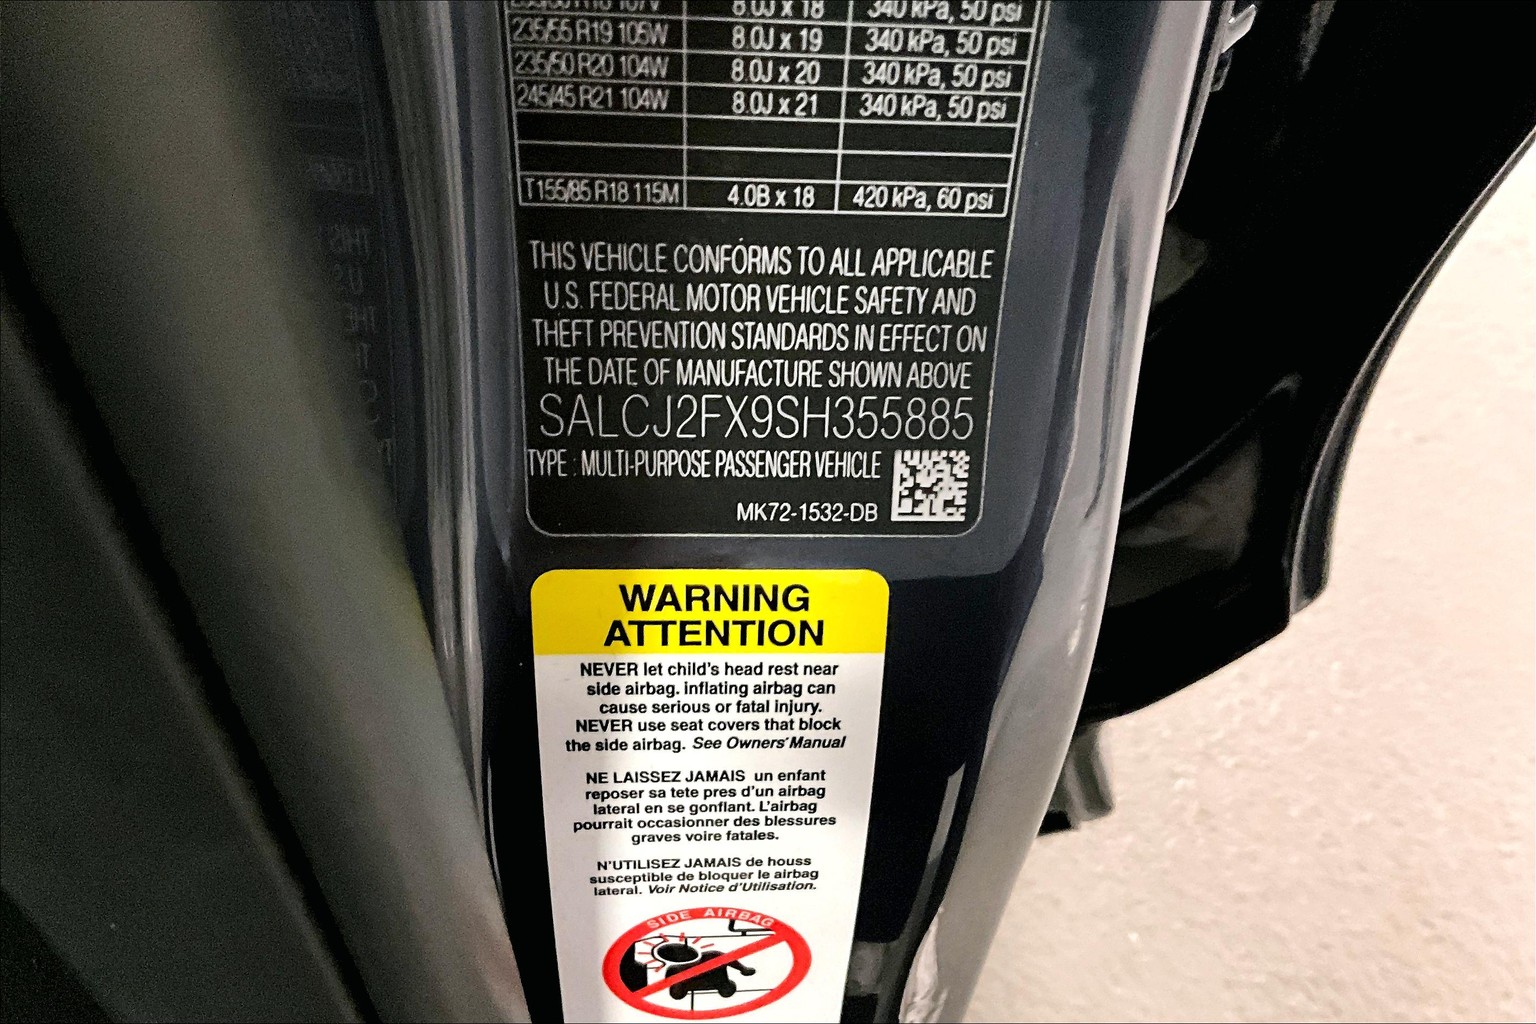 8.0J x 18 340 kPa, 50 psi
235/55 R19 105W 8.0J x 19 340 kPa, 50 psi
235/50 R20 104W 8.0J x 20 340 kPa, 50 psi
245/45 R21 104W 8.0J x 21 340 kPa, 50 psi
T155/85 R18 115M 4.0B x 18 420 kPa, 60 psi
THIS VEHICLE CONFORMS TO ALL APPLICABLE
U.S. FEDERAL MOTOR VEHICLE SAFETY AND
THEFT PREVENTION STANDARDS IN EFFECT ON
THE DATE OF MANUFACTURE SHOWN ABOVE
SALCJ2FX9SH355885
TYPE : MULTI-PURPOSE PASSENGER VEHICLE
MK72-1532-DB
WARNING
ATTENTION
NEVER let child's head rest near
side airbag. inflating airbag can
cause serious or fatal injury.
NEVER use seat covers that block
the side airbag. See Owners' Manual
NE LAISSEZ JAMAIS un enfant
reposer sa tete pres d'un airbag
lateral en se gonflant. L'airbag
pourrait occasionner des blessures
graves voire fatales.
N'UTILISEZ JAMAIS de houss
susceptible de bloquer le airbag
lateral. Voir Notice d'Utilisation.
SIDE AIRBAG